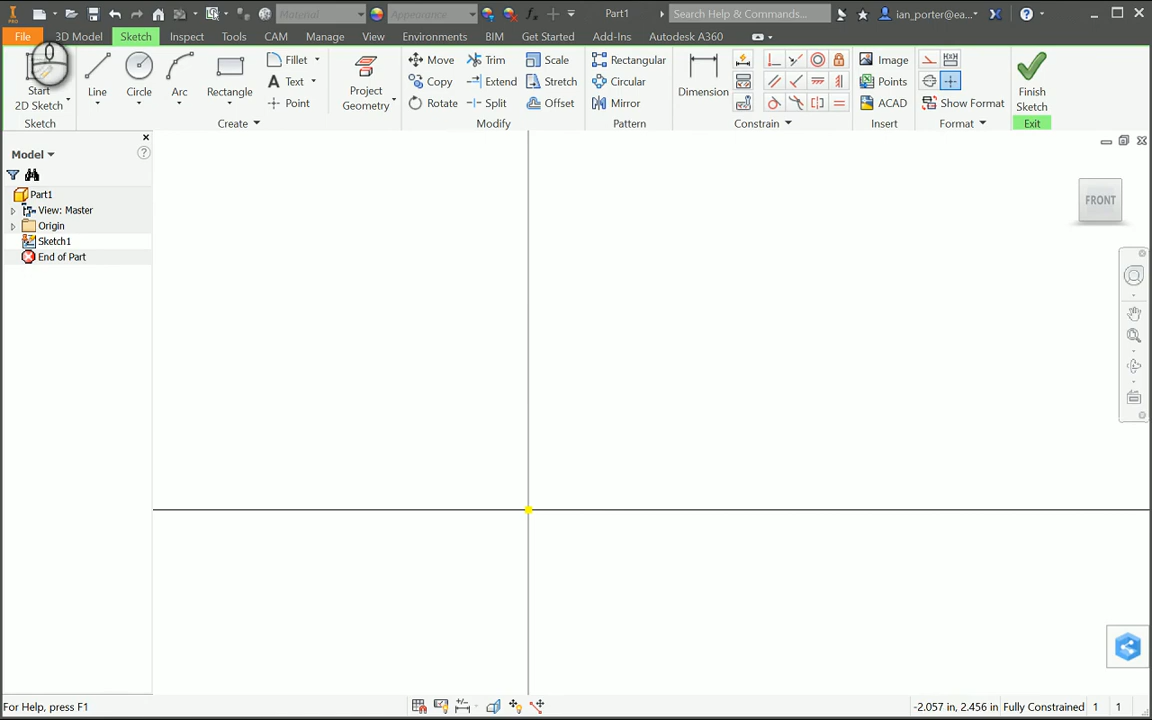 Material
Appearance
Part1
Search Help & Commands...
ian_porter@ea...
File
3D Model
Sketch
Inspect
Tools
CAM
Manage
View
Environments
BIM
Get Started
Add-Ins
Autodesk A360
Start
2D Sketch
Line
Circle
Arc
Rectangle
Fillet
Text
Point
Project
Geometry
Move
Copy
Rotate
Trim
Extend
Split
Scale
Stretch
Offset
Rectangular
Circular
Mirror
Dimension
Image
Points
ACAD
Show Format
Finish
Sketch
Sketch
Create
Modify
Pattern
Constrain
Insert
Format
Exit
Model
Part1
View: Master
Origin
Sketch1
End of Part
FRONT
For Help, press F1
-2.057 in, 2.456 in Fully Constrained 1 1